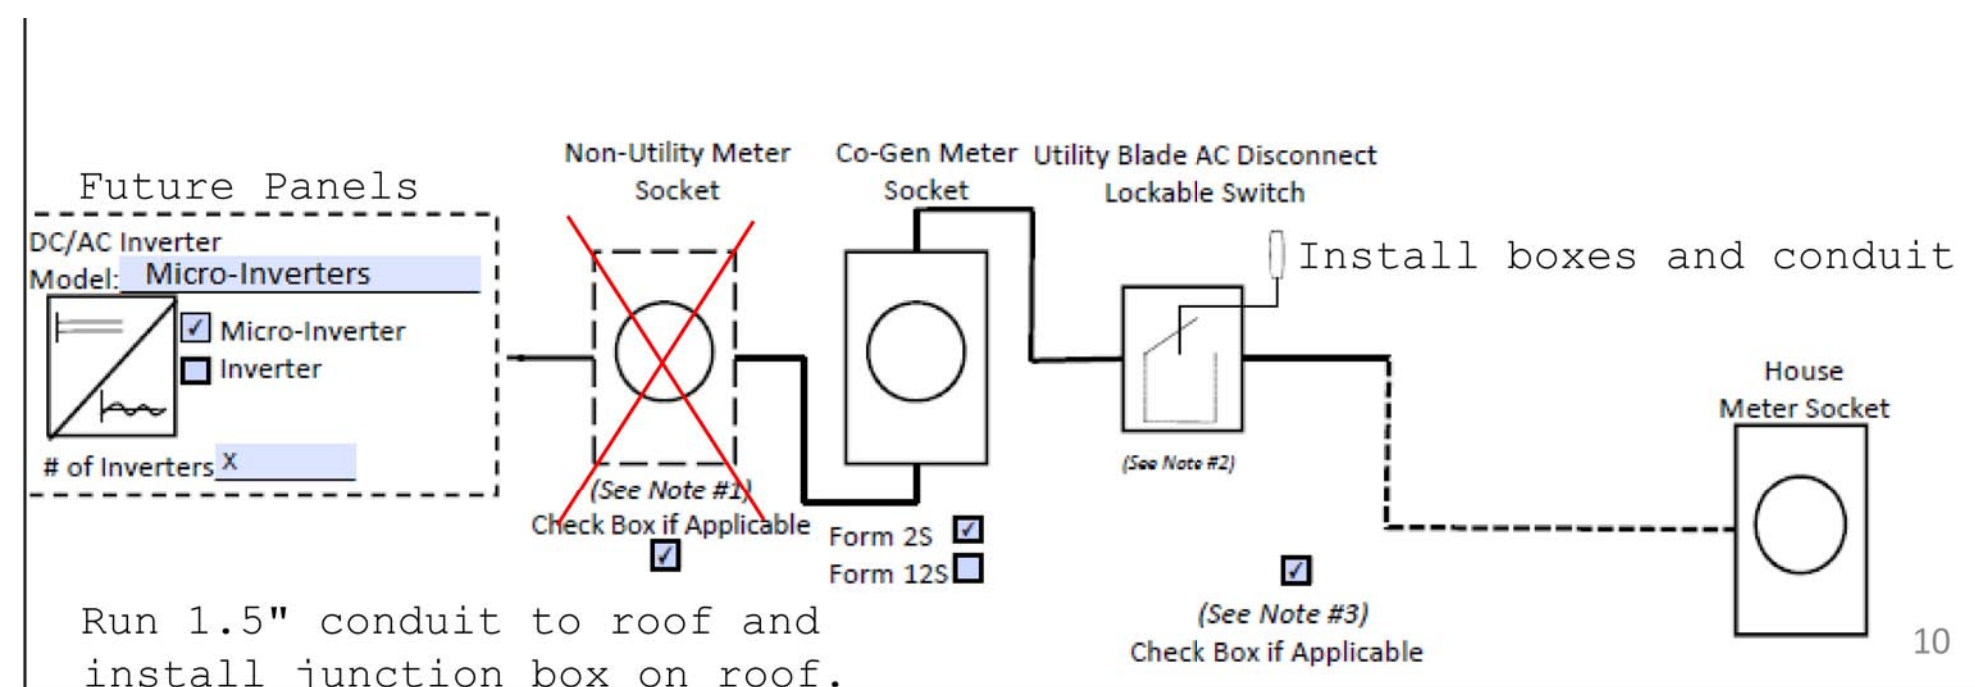 Future Panels
DC/AC Inverter
Model: Micro-Inverters
Micro-Inverter
Inverter
# of Inverters X
Non-Utility Meter
Socket
(See Note #1)
Check Box if Applicable
Co-Gen Meter
Socket
Form 2S
Form 12S
Utility Blade AC Disconnect
Lockable Switch
Install boxes and conduit
(See Note #2)
(See Note #3)
Check Box if Applicable
House
Meter Socket
Run 1.5" conduit to roof and
install junction box on roof.
10